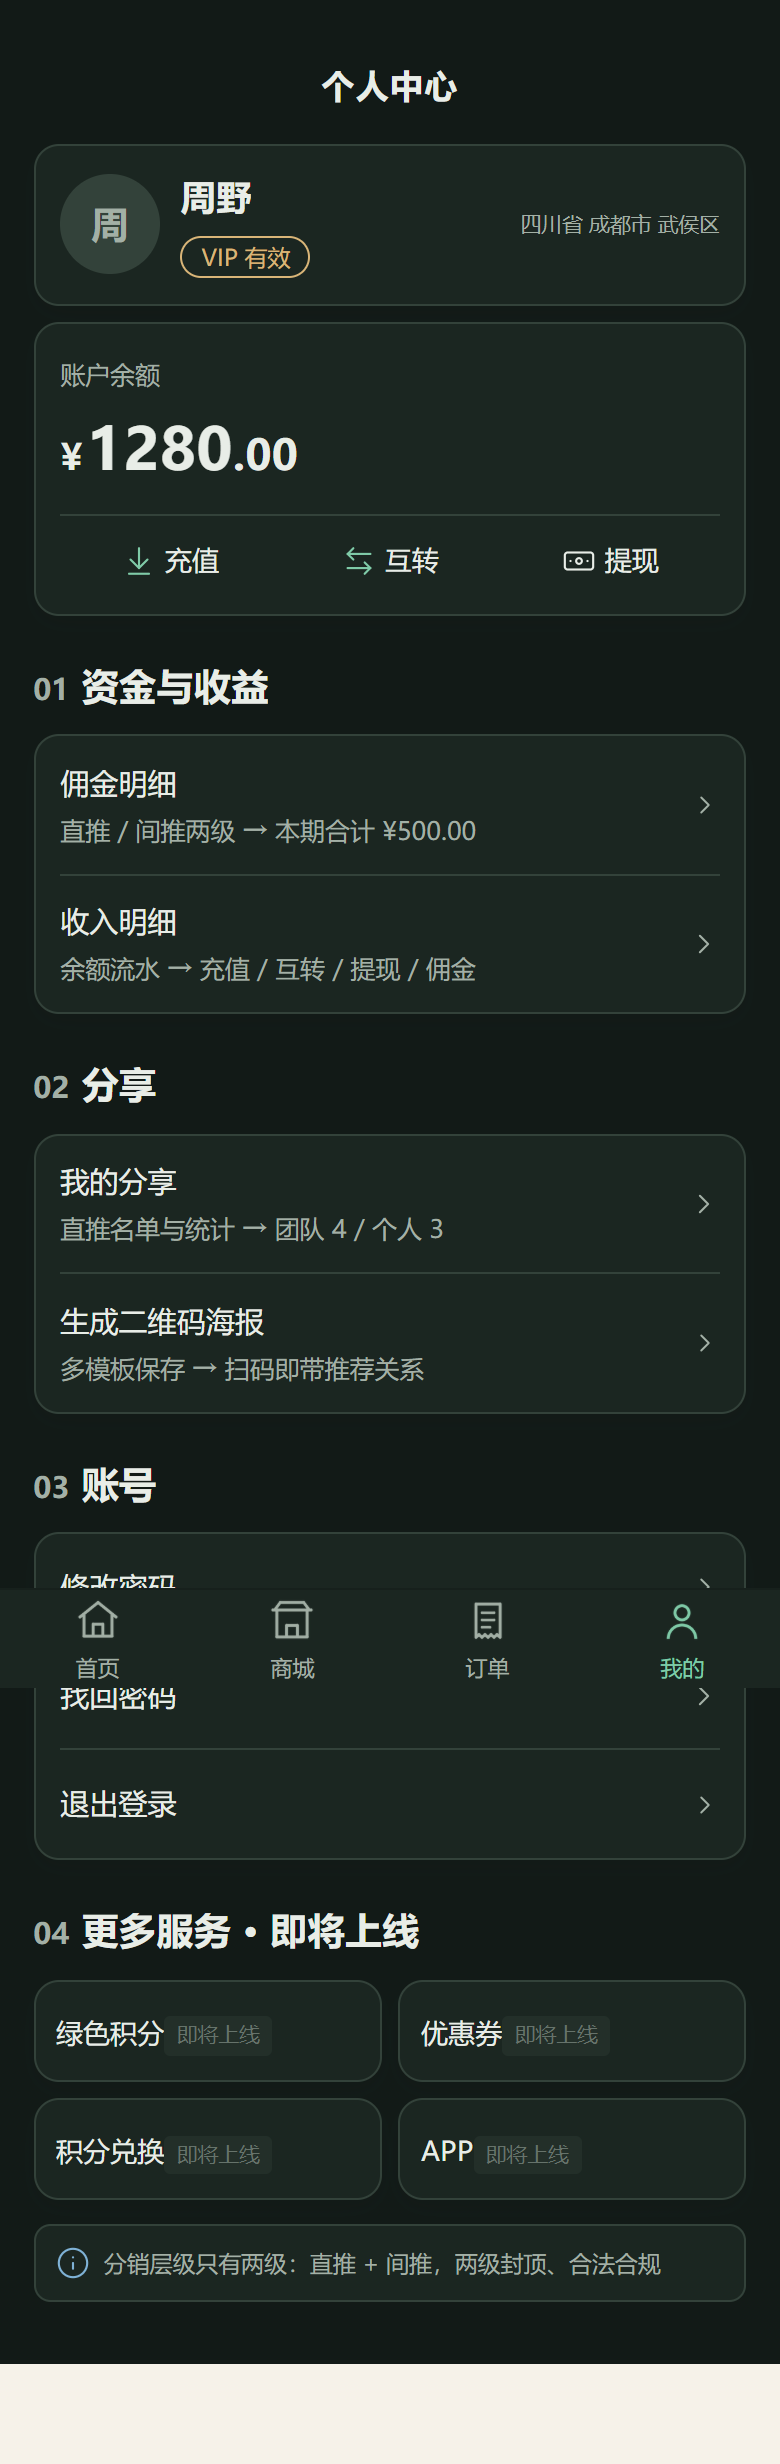 个人中心
周
周野
VIP 有效
四川省 成都市 武侯区
账户余额
¥1280.00
充值
互转
提现
01 资金与收益
佣金明细
直推 / 间推两级 → 本期合计 ¥500.00
收入明细
余额流水 → 充值 / 互转 / 提现 / 佣金
02 分享
我的分享
直推名单与统计 → 团队 4 / 个人 3
生成二维码海报
多模板保存 → 扫码即带推荐关系
03 账号
修改密码
首页
商城
订单
我的
找回密码
退出登录
04 更多服务 · 即将上线
绿色积分 即将上线
优惠券 即将上线
积分兑换 即将上线
APP 即将上线
分销层级只有两级：直推 + 间推，两级封顶、合法合规